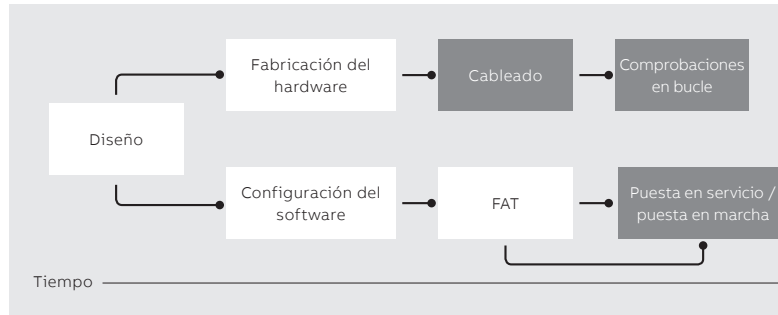 Fabricación del
hardware
Cableado
Comprobaciones
en bucle
Diseño
Configuración del
software
FAT
Puesta en servicio /
puesta en marcha
Tiempo